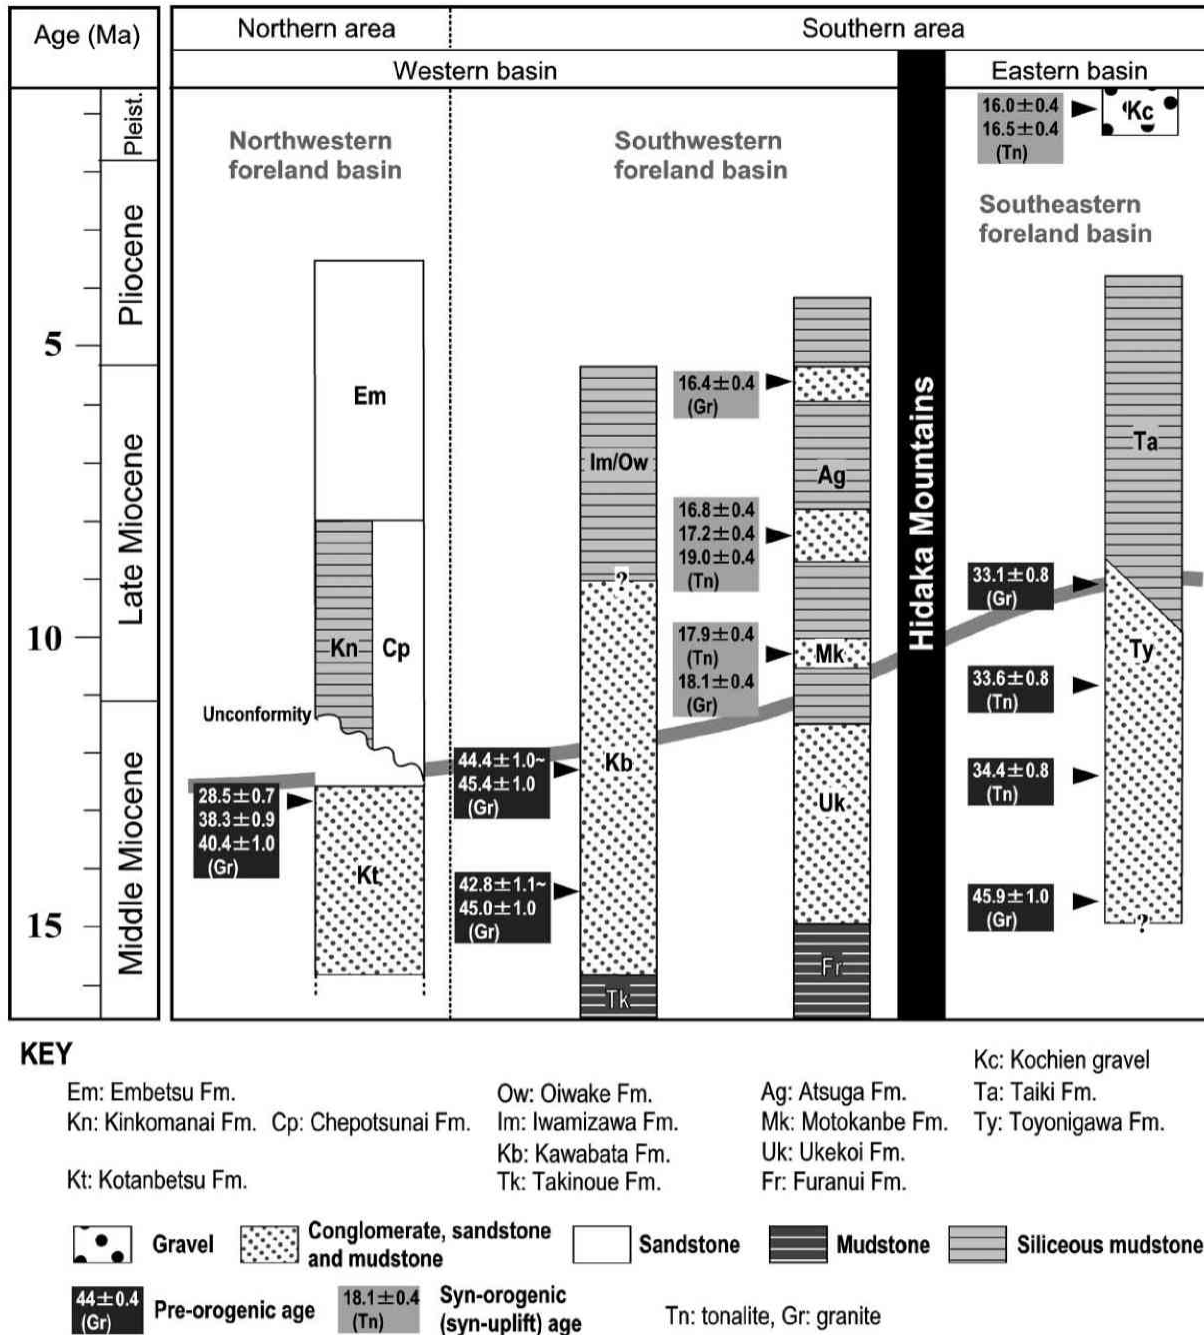 Age (Ma)
Northern area
Southern area
Western basin
Eastern basin
Pleist.
Pliocene
Late Miocene
Middle Miocene
5
10
15
Northwestern
foreland basin
Em
Kn
Cp
Unconformity
28.5±0.7
38.3±0.9
40.4±1.0
(Gr)
Kt
Southwestern
foreland basin
Im/Ow
?
Kb
44.4±1.0~
45.4±1.0
(Gr)
42.8±1.1~
45.0±1.0
(Gr)
Tk
16.4±0.4
(Gr)
16.8±0.4
17.2±0.4
19.0±0.4
(Tn)
17.9±0.4
(Tn)
18.1±0.4
(Gr)
Ag
Mk
Uk
Fr
Hidaka Mountains
16.0±0.4
16.5±0.4
(Tn)
Kc
Southeastern
foreland basin
Ta
33.1±0.8
(Gr)
Ty
33.6±0.8
(Tn)
34.4±0.8
(Tn)
45.9±1.0
(Gr)
?
KEY
Em: Embetsu Fm.
Kn: Kinkomanai Fm. Cp: Chepotsunai Fm.
Kt: Kotanbetsu Fm.
Ow: Oiwake Fm.
Im: Iwamizawa Fm.
Kb: Kawabata Fm.
Tk: Takinoue Fm.
Ag: Atsuga Fm.
Mk: Motokanbe Fm.
Uk: Ukekoi Fm.
Fr: Furanui Fm.
Kc: Kochien gravel
Ta: Taiki Fm.
Ty: Toyonigawa Fm.
Gravel
Conglomerate, sandstone
and mudstone
Sandstone
Mudstone
Siliceous mudstone
44±0.4
(Gr)
Pre-orogenic age
18.1±0.4
(Tn)
Syn-orogenic
(syn-uplift) age
Tn: tonalite, Gr: granite